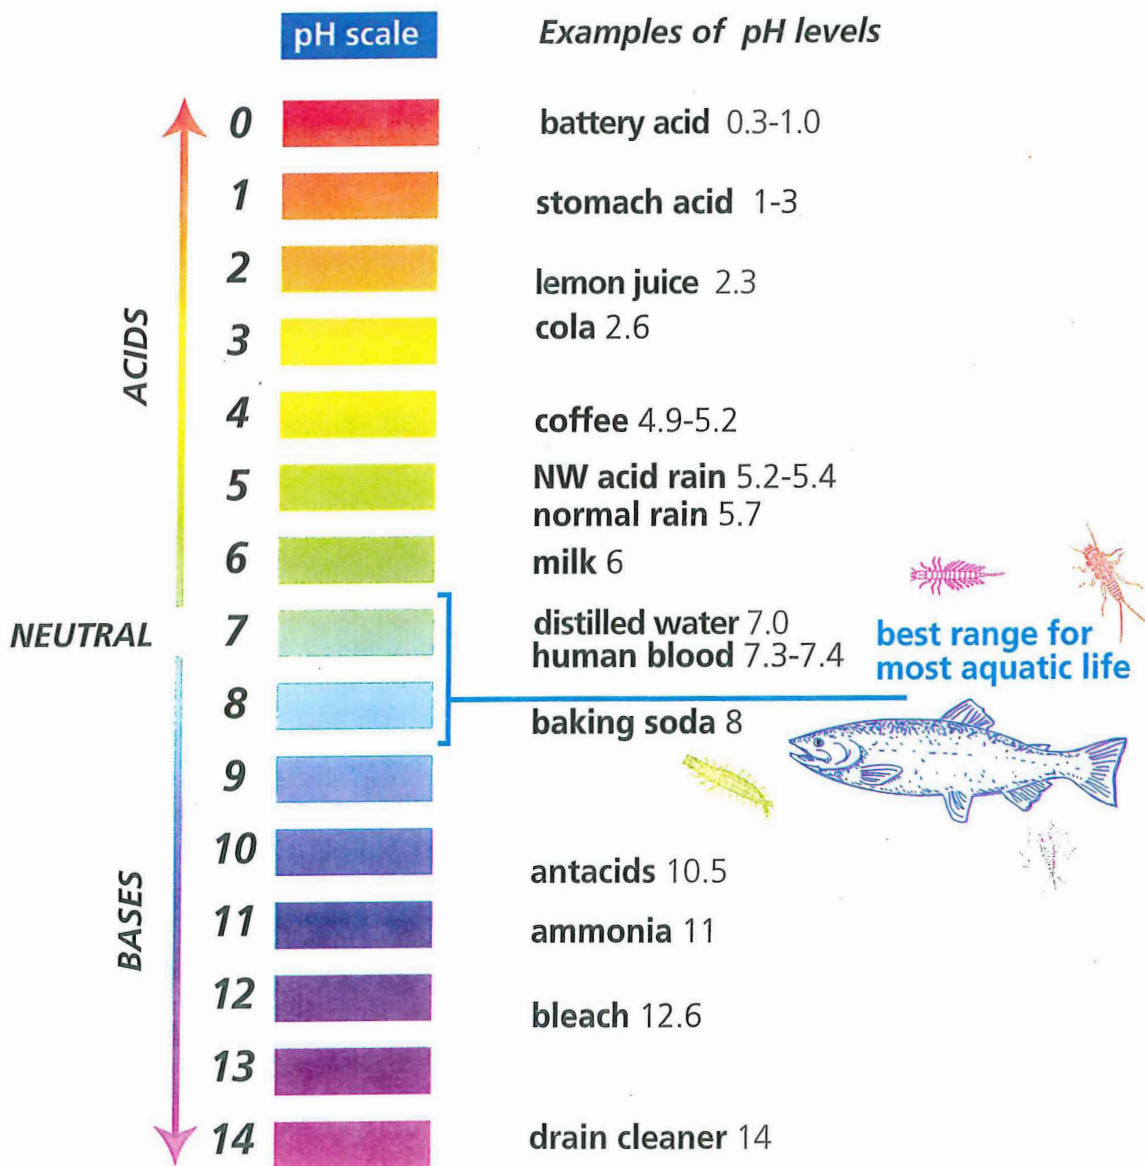 pH scale
Examples of pH levels
0
battery acid 0.3-1.0
1
stomach acid 1-3
2
lemon juice 2.3
3
cola 2.6
4
coffee 4.9-5.2
5
NW acid rain 5.2-5.4
normal rain 5.7
6
milk 6
ACIDS
NEUTRAL
7
distilled water 7.0
human blood 7.3-7.4
best range for
most aquatic life
8
baking soda 8
9
10
antacids 10.5
11
ammonia 11
12
bleach 12.6
13
14
drain cleaner 14
BASES